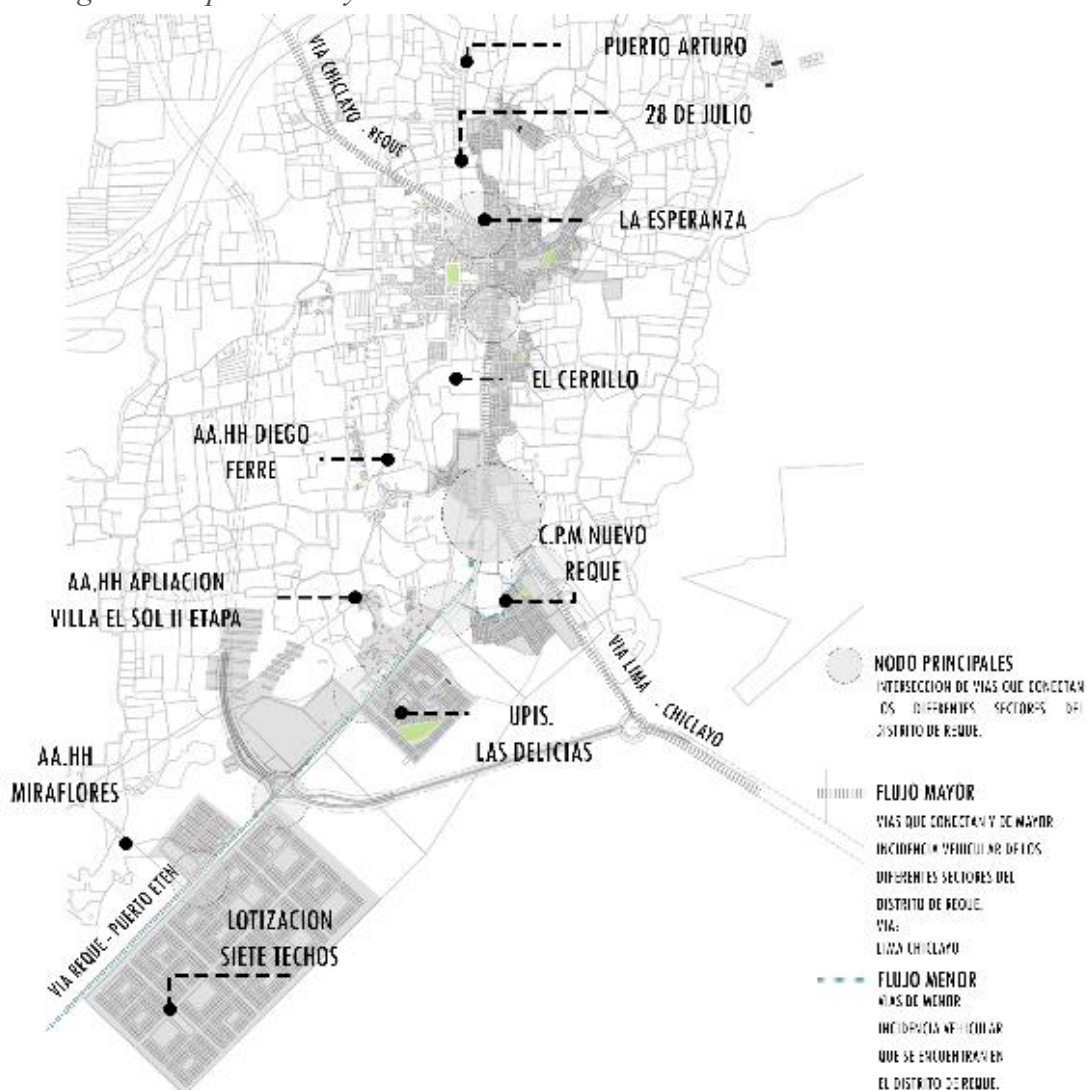 VIA CHICLAYO - REQUE
PUERTO ARTURO
28 DE JULIO
LA ESPERANZA
EL CERRILLO
AA.HH DIEGO
FERRE
C.P.M NUEVO
REQUE
AA.HH APLIACION
VILLA EL SOL II ETAPA
VIA LIMA - CHICLAYO
UPIS.
LAS DELICIAS
AA.HH
MIRAFLORES
VIA REQUE - PUERTO ETEN
LOTIZACION
SIETE TECHOS
NODO PRINCIPALES
INTERSECCION DE VIAS QUE CONECTAN
LOS DIFERENTES SECTORES DEL
DISTRITO DE REQUE.
FLUJO MAYOR
VIAS QUE CONECTAN Y DE MAYOR
INCIDENCIA VEHICULAR DE LOS
DIFERENTES SECTORES DEL
DISTRITO DE REQUE.
VIA:
LIMA CHICLAYO
FLUJO MENOR
VIAS DE MENOR
INCIDENCIA VEHICULAR
QUE SE ENCUENTRAN EN
EL DISTRITO DE REQUE.